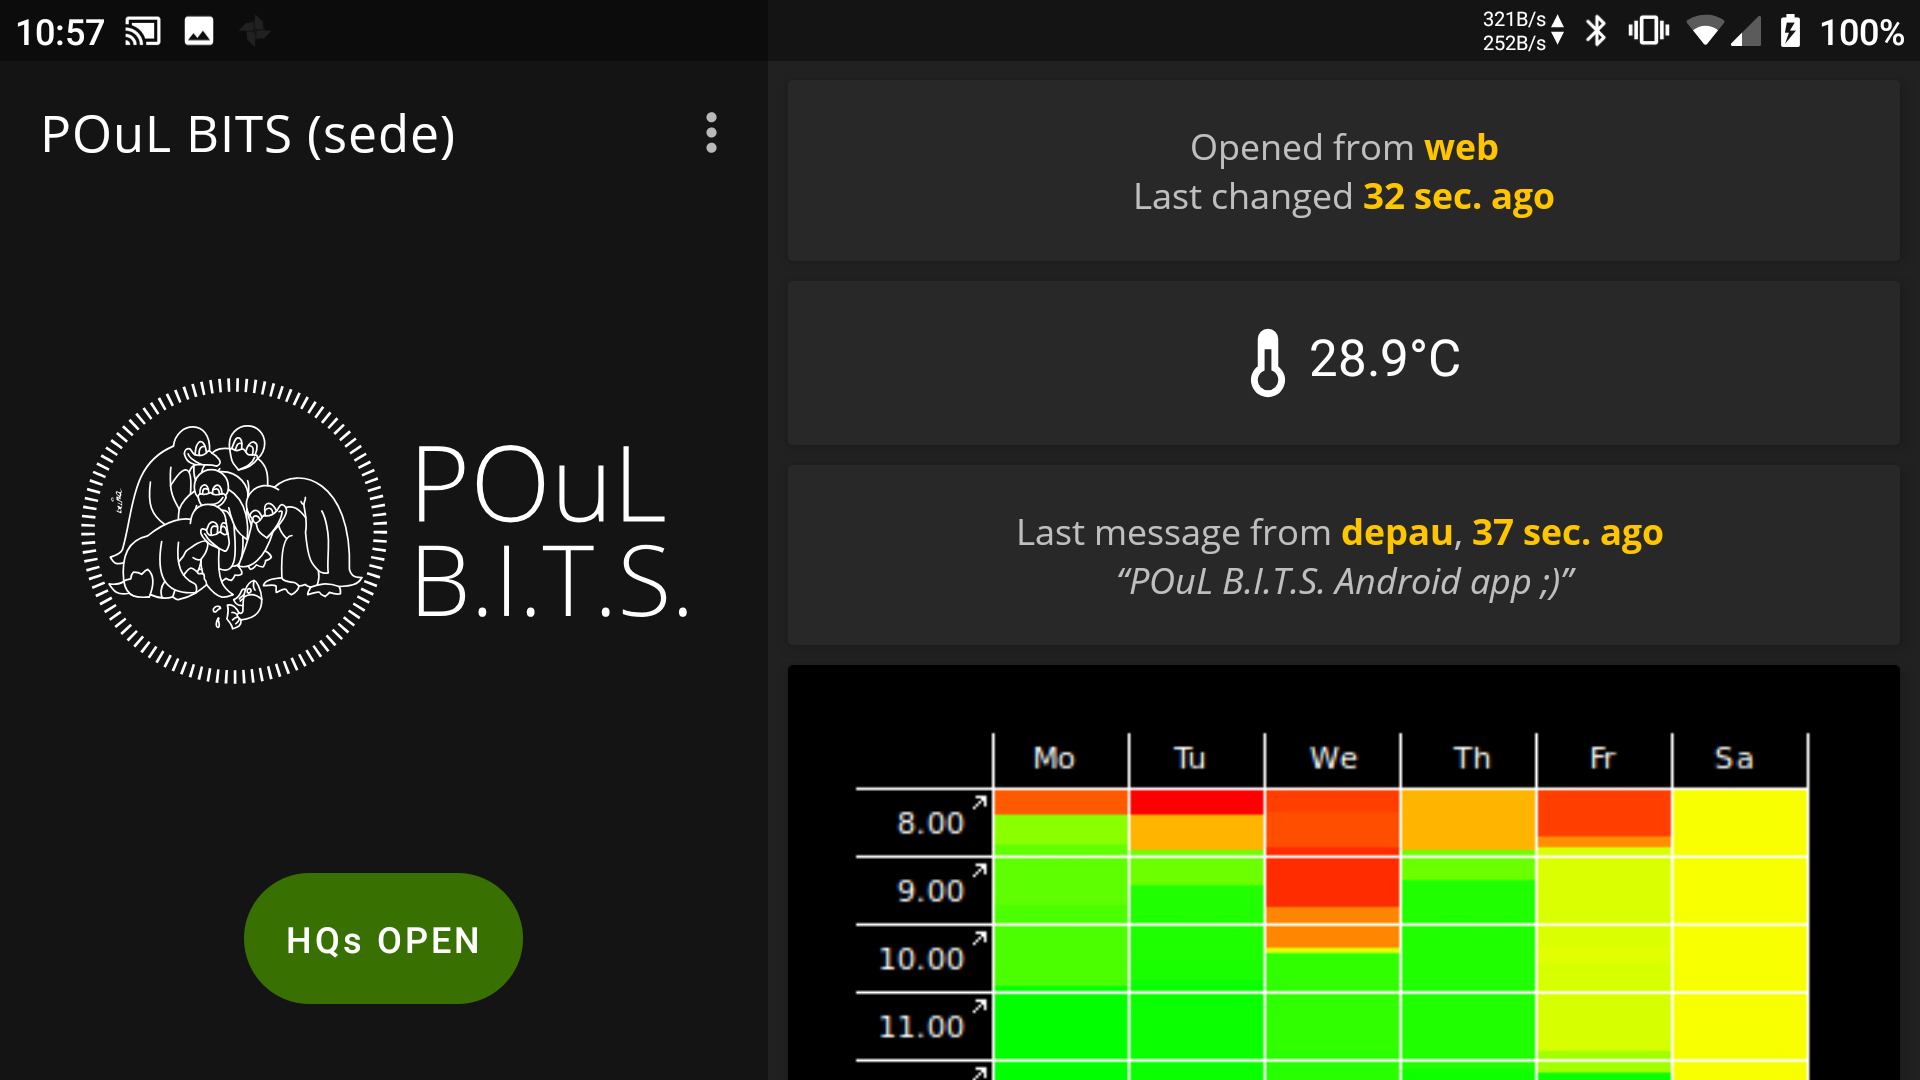 10:57
321B/s
252B/s
100%
POuL BITS (sede)
POuL
B.I.T.S.
HQs OPEN
Opened from web
Last changed 32 sec. ago
28.9°C
Last message from depau, 37 sec. ago
“POuL B.I.T.S. Android app ;)”
Mo Tu We Th Fr Sa
8.00
9.00
10.00
11.00